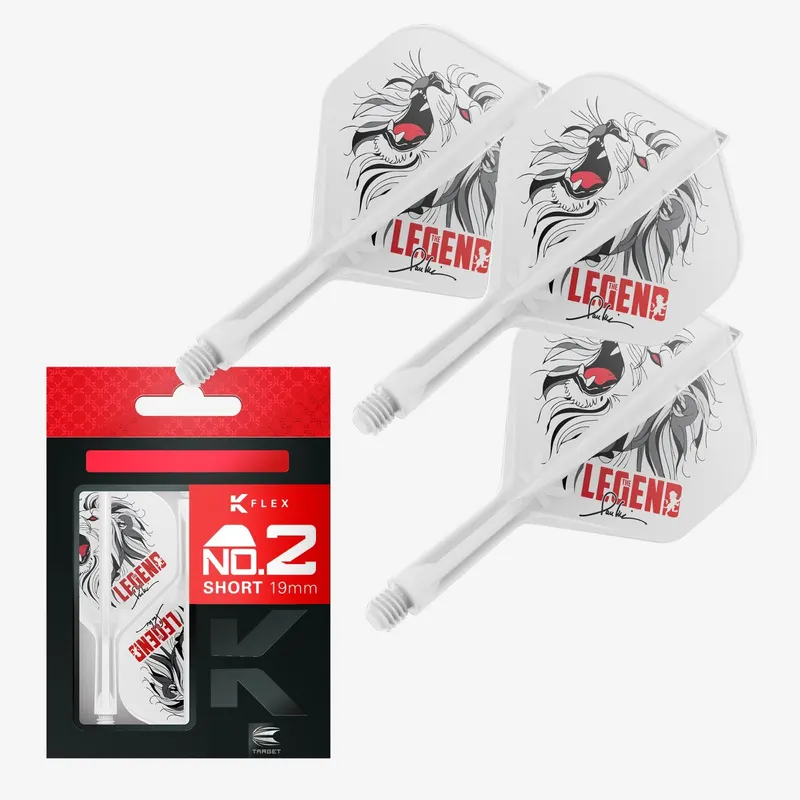 THE
LEGEND
THE
LEGEND
THE
LEGEND
K FLEX
NO.2
SHORT 19mm
LEGEND
LEGEND
K
TARGET